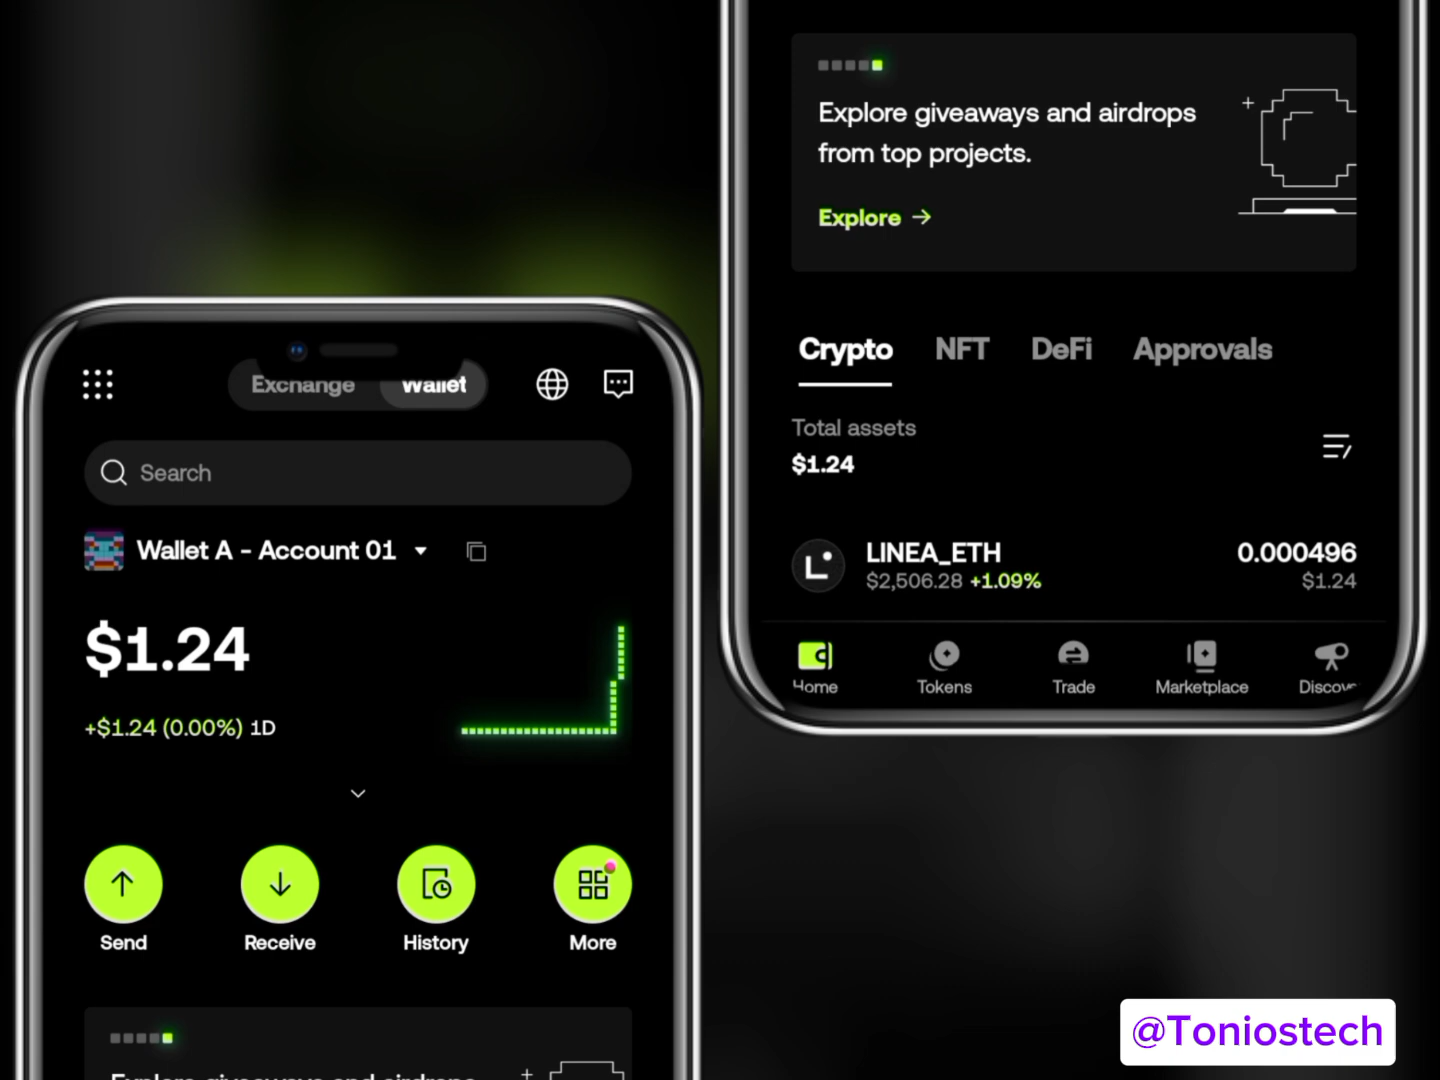 Exchange
Wallet
Search
Wallet A - Account 01
$1.24
+$1.24 (0.00%) 1D
Send
Receive
History
More
Explore giveaways and airdrops
Explore giveaways and airdrops
from top projects.
Explore
Crypto
NFT
DeFi
Approvals
Total assets
$1.24
LINEA_ETH
0.000496
$2,506.28 +1.09%
$1.24
Home
Tokens
Trade
Marketplace
Discov
@Toniostech